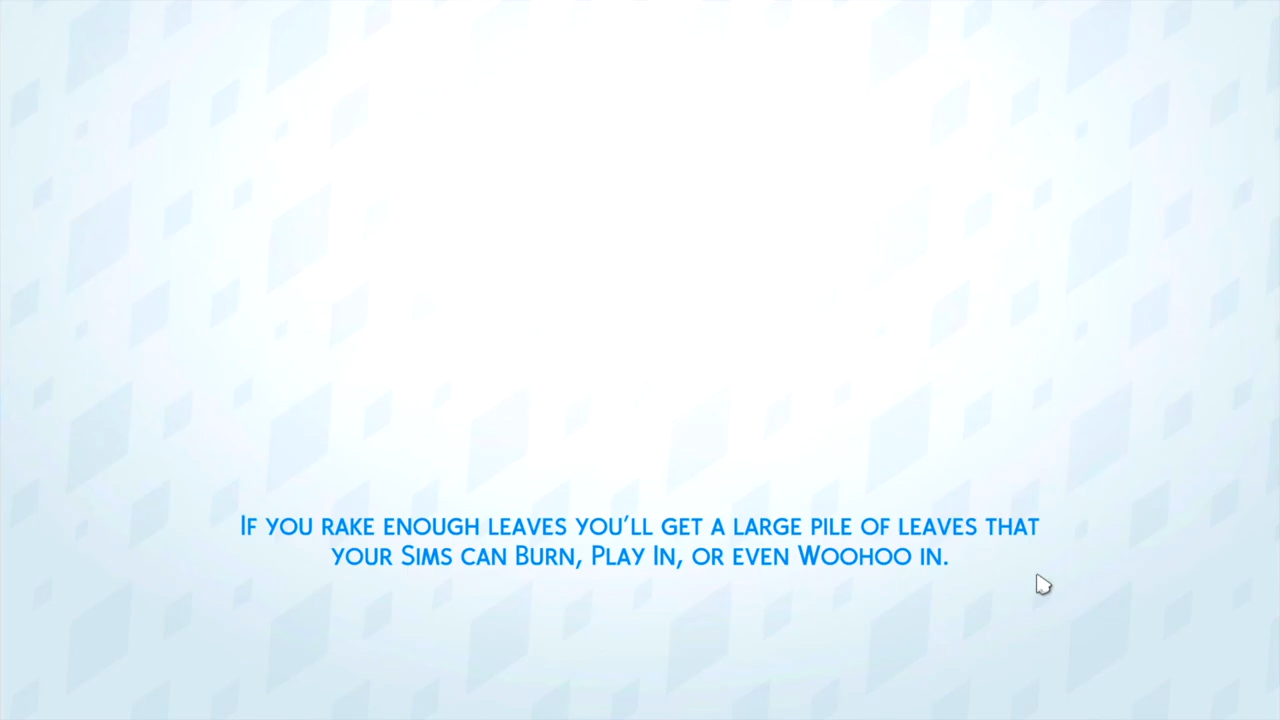 If you rake enough leaves you'll get a large pile of leaves that
your Sims can Burn, Play In, or even Woohoo in.